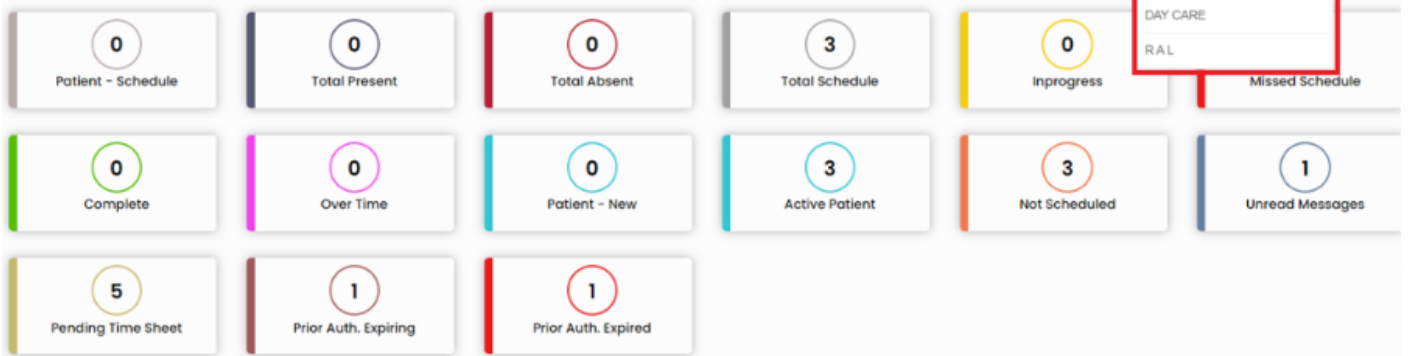 DAY CARE
R A L
0
Patient - Schedule
0
Total Present
0
Total Absent
3
Total Schedule
0
Inprogress
Missed Schedule
0
Complete
0
Over Time
0
Patient - New
3
Active Patient
3
Not Scheduled
1
Unread Messages
5
Pending Time Sheet
1
Prior Auth. Expiring
1
Prior Auth. Expired